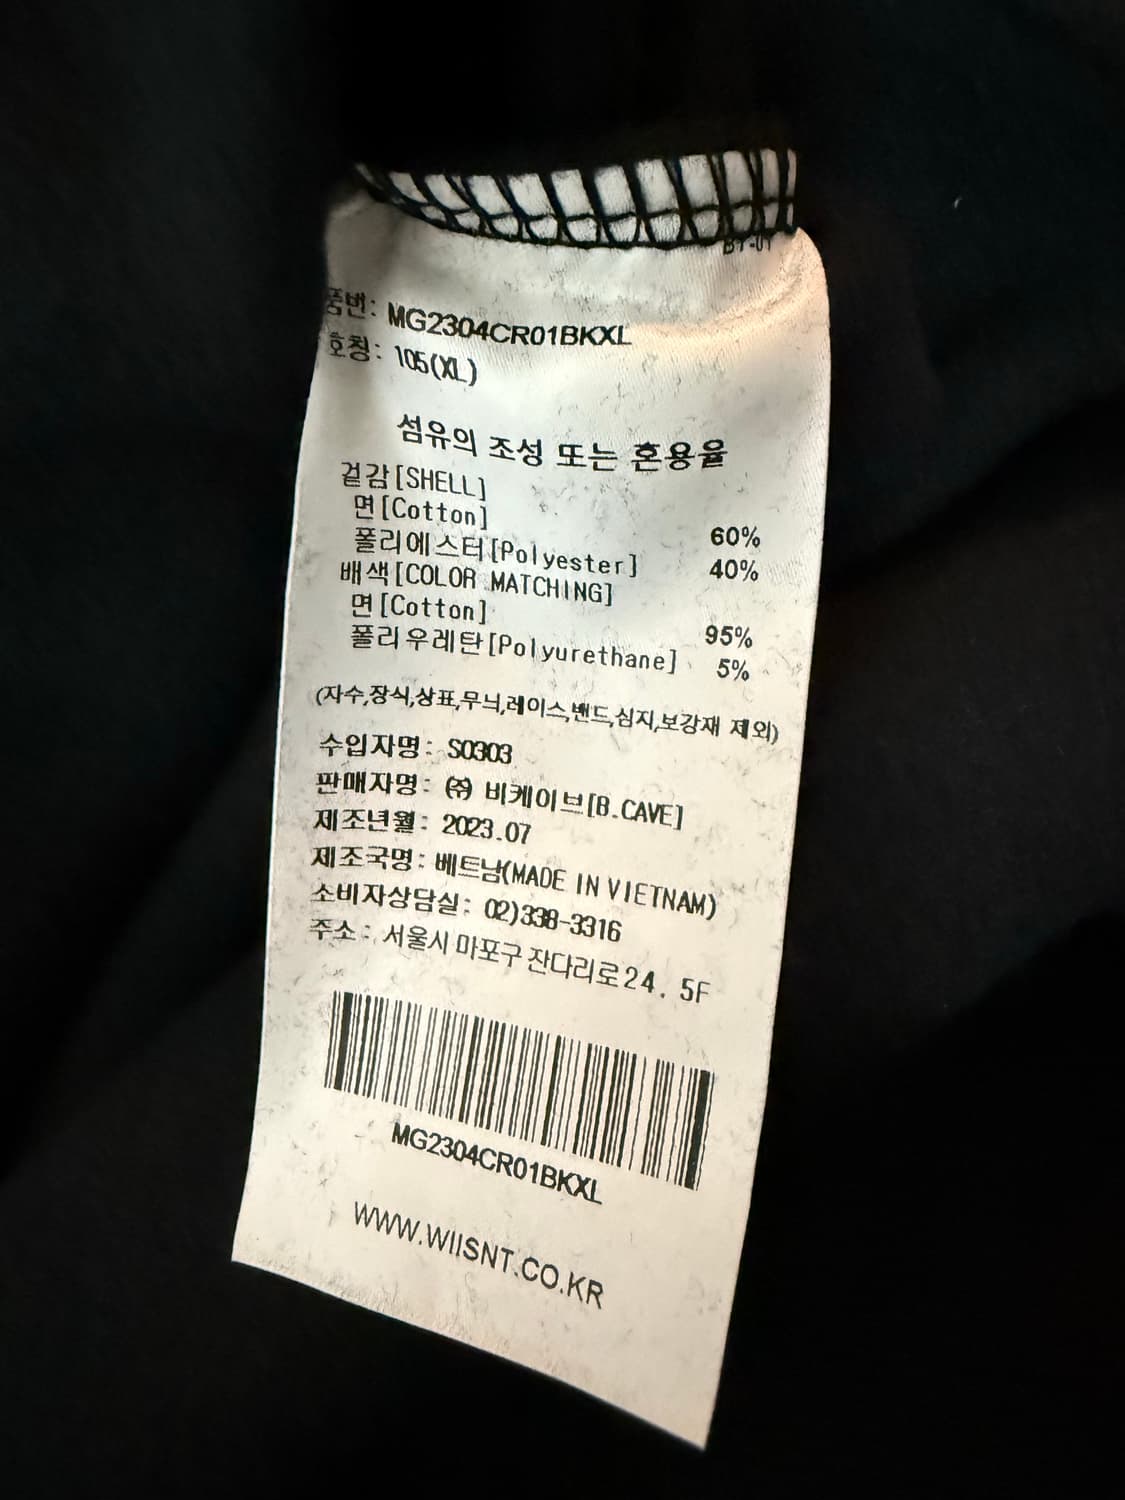 BT-01
품번: MG2304CR01BKXL
호칭: 105(XL)
섬유의 조성 또는 혼용율
겉감[SHELL]
면[Cotton] 60%
폴리에스터[Polyester] 40%
배색[COLOR MATCHING]
면[Cotton] 95%
폴리우레탄[Polyurethane] 5%
(자수,장식,상표,무늬,레이스,밴드,심지,보강재 제외)
수입자명: S0303
판매자명: ㈜ 비케이브[B.CAVE]
제조년월: 2023.07
제조국명: 베트남(MADE IN VIETNAM)
소비자상담실: 02)338-3316
주소: 서울시 마포구 잔다리로24. 5F
MG2304CR01BKXL
WWW.WIISNT.CO.KR